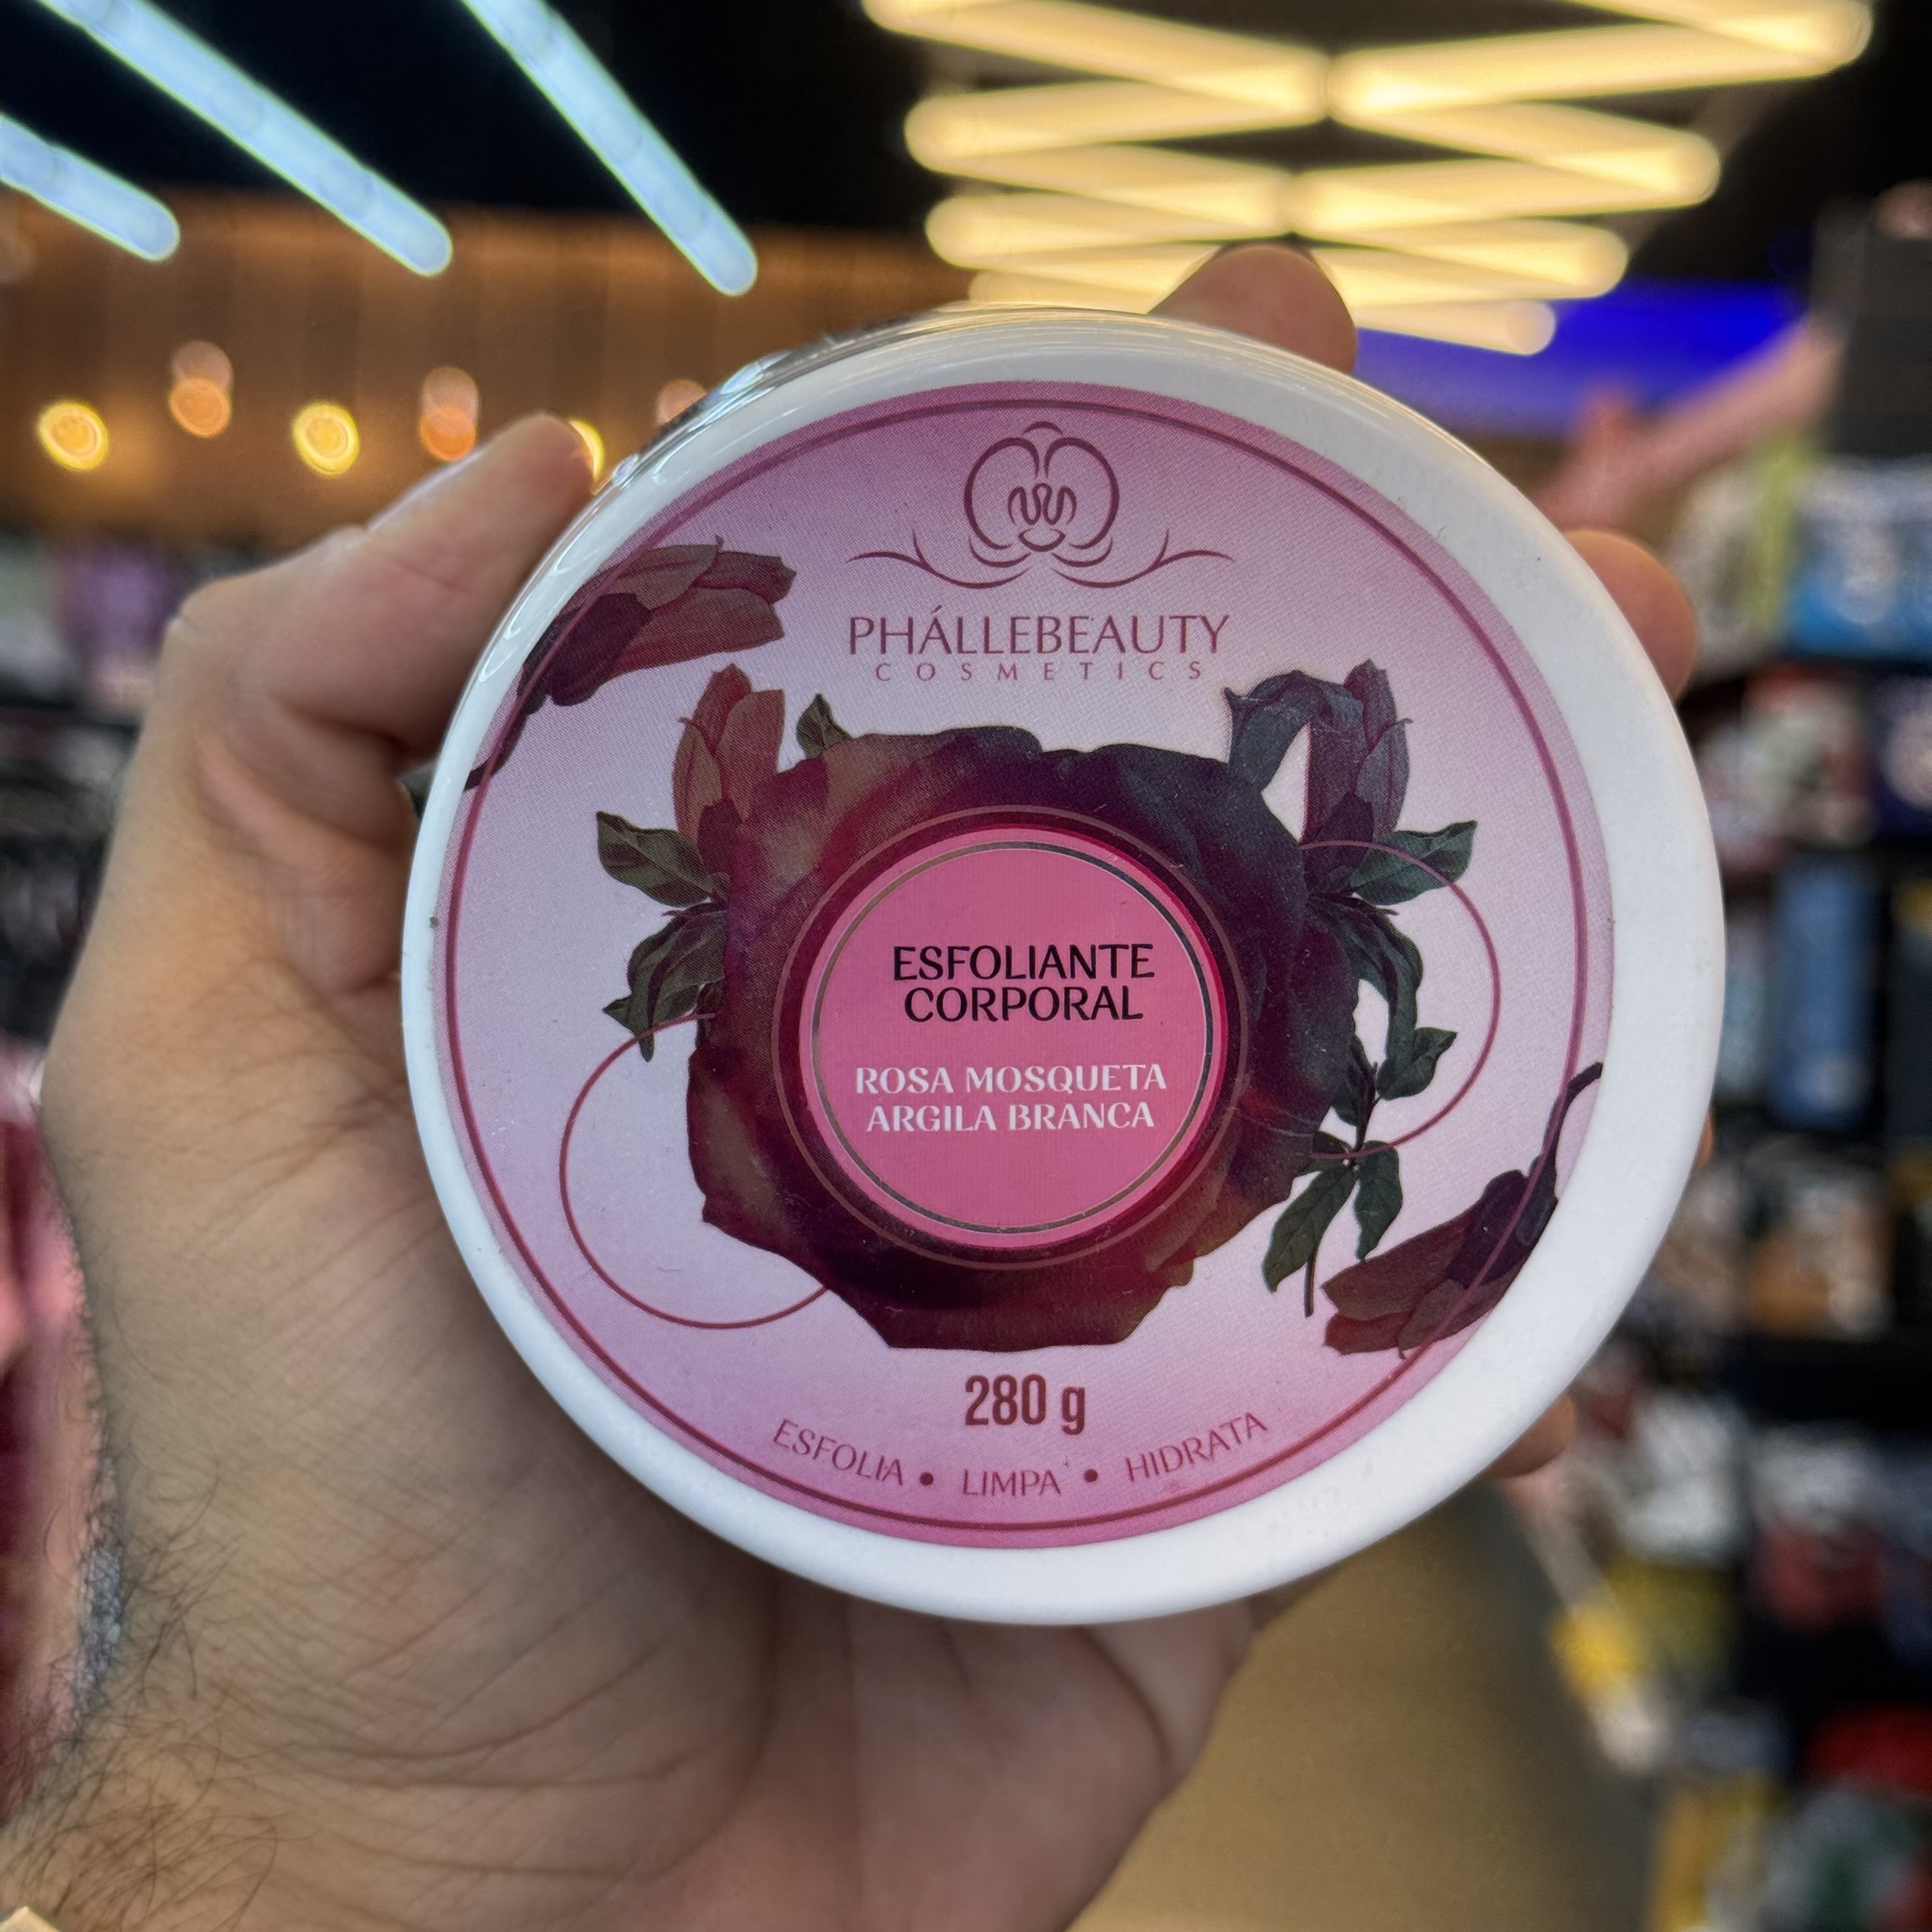 PHÁLLEBEAUTY
COSMETICS
ESFOLIANTE
CORPORAL
ROSA MOSQUETA
ARGILA BRANCA
280 g
ESFOLIA • LIMPA • HIDRATA